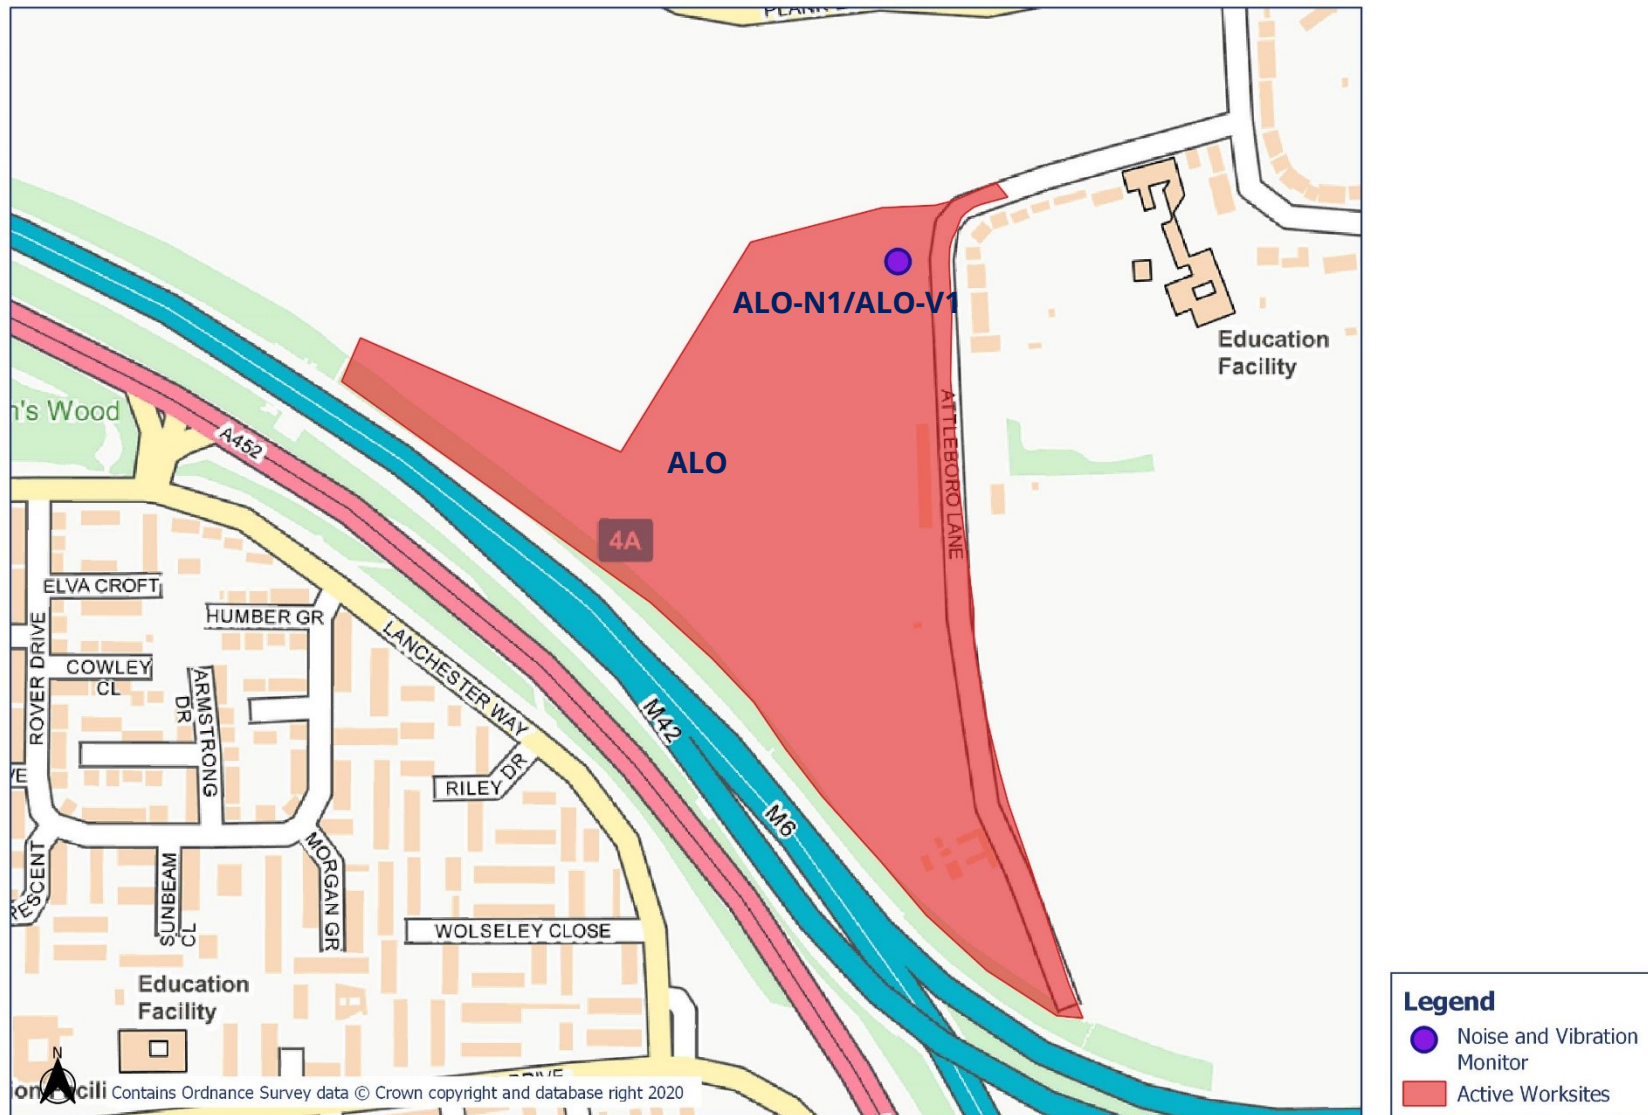 ALO-N1/ALO-V1
Education
Facility
n's Wood
A452
ALO
ATTLEBORO LANE
4A
ELVA CROFT
HUMBER GR
ROVER DRIVE
COWLEY
CL
ARMSTRONG
DR
LANCHESTER WAY
M42
RILEY DR
M6
MORGAN GR
SUNBEAM
CL
WOLSELEY CLOSE
Education
Facility
N
Contains Ordnance Survey data © Crown copyright and database right 2020
Legend
Noise and Vibration
Monitor
Active Worksites